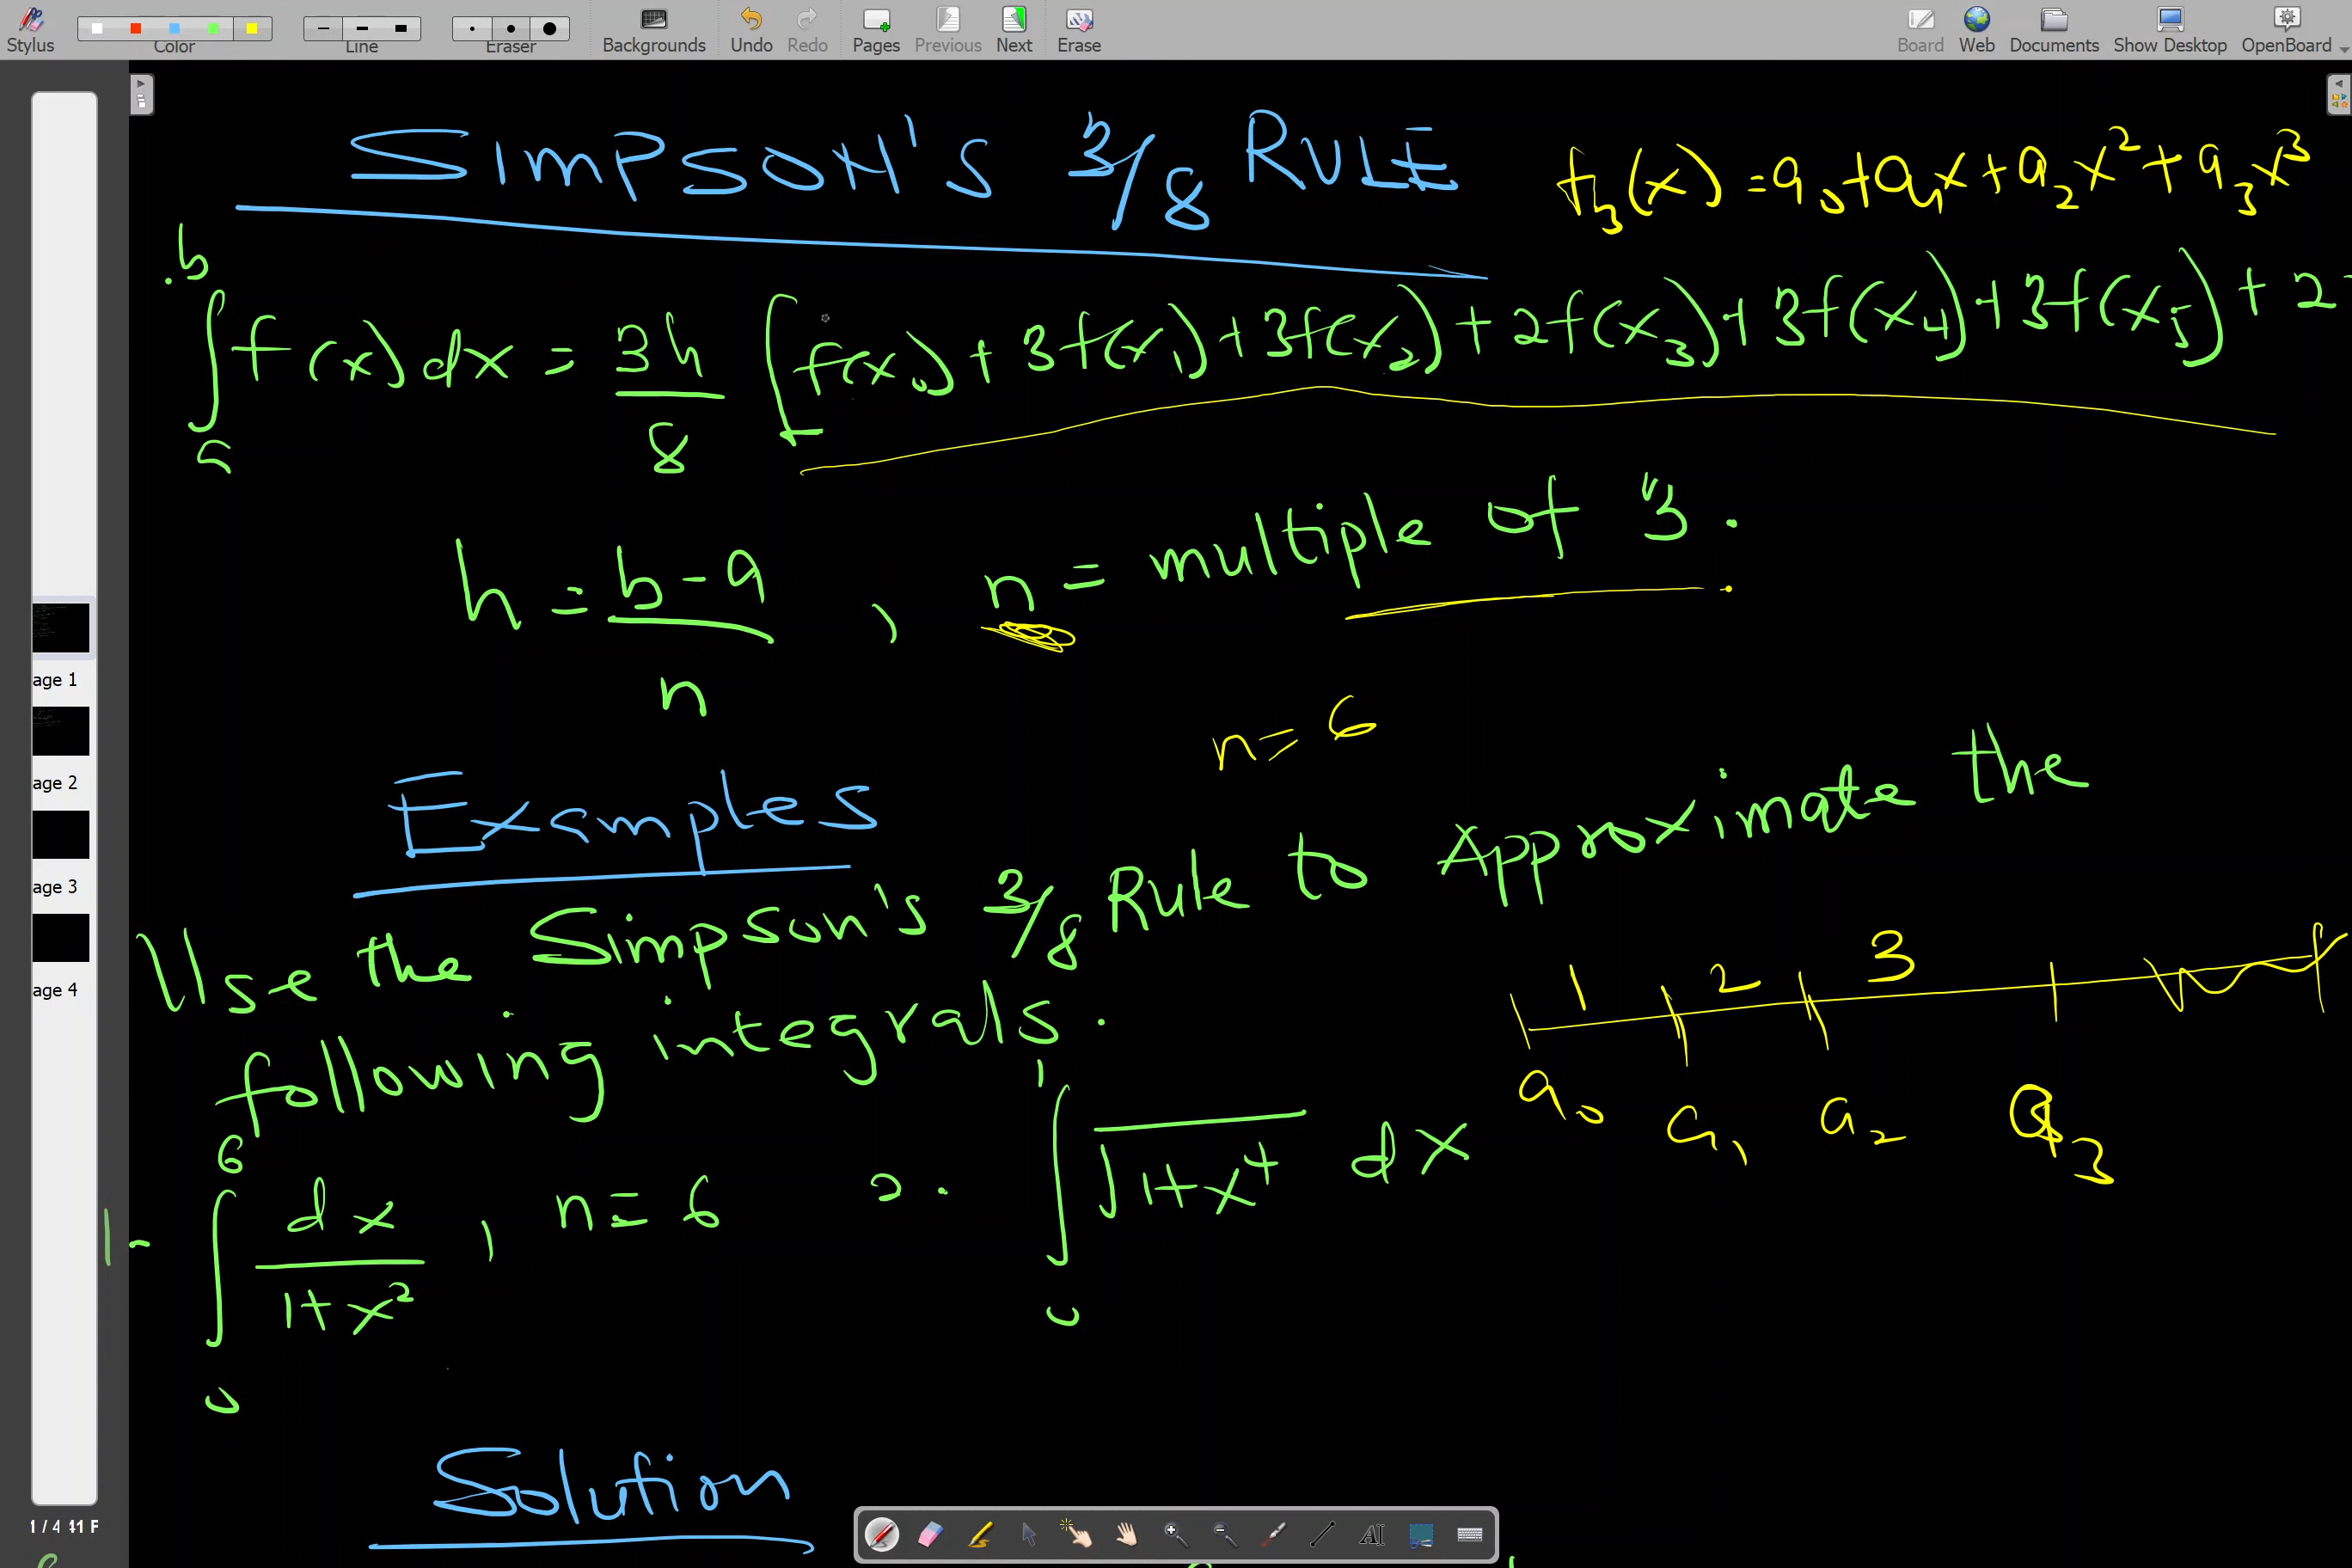 Stylus Color Line Eraser Backgrounds Undo Redo Pages Previous Next Erase Board Web Documents Show Desktop OpenBoard
SIMPSON'S 3/8 RULE
f₃(x) = a₀ + a₁x + a₂x² + a₃x³
∫ₐᵇ f(x) dx = 3h/8 [f(x₀) + 3f(x₁) + 3f(x₂) + 2f(x₃) + 3f(x₄) + 3f(x₅) + 2
h = b-a/n , n = multiple of 3.
n = 6
Examples
Use the Simpson's 3/8 Rule to Approximate the
following integrals.
1 2 3
a₀ a₁ a₂ a₃
1- ∫₀⁶ dx/1+x² , n = 6 2. ∫₀¹ √1+x⁴ dx
Solution
age 1
age 2
age 3
age 4
1 / 4
AI